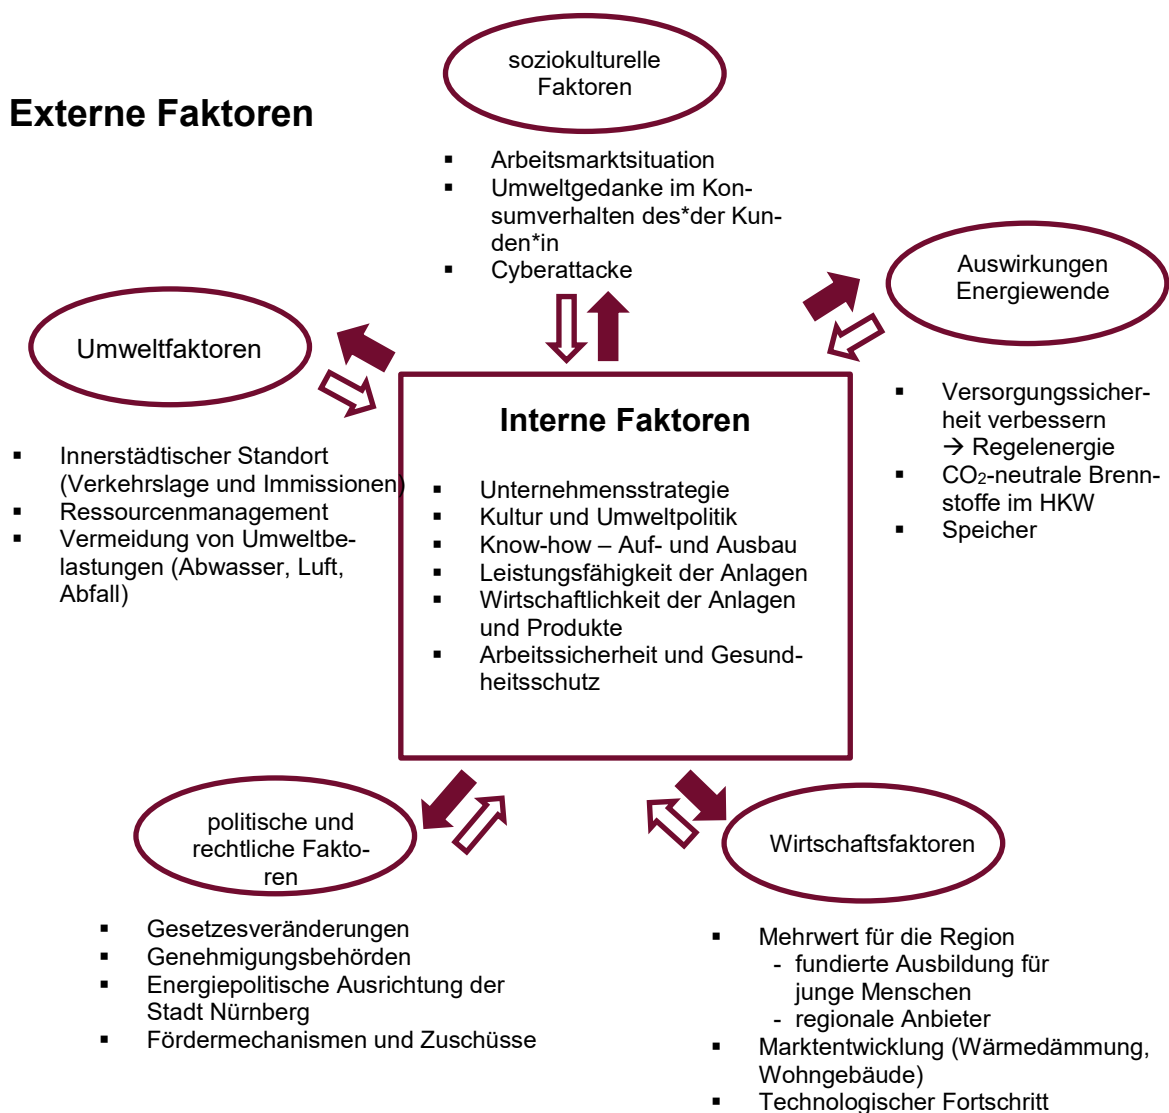 soziokulturelle
Faktoren
Externe Faktoren
▪ Arbeitsmarktsituation
▪ Umweltgedanke im Kon-
sumverhalten des*der Kun-
den*in
▪ Cyberattacke
Auswirkungen
Energiewende
▪ Versorgungssicher-
heit verbessern
→ Regelenergie
▪ CO₂-neutrale Brenn-
stoffe im HKW
▪ Speicher
Umweltfaktoren
▪ Innerstädtischer Standort
(Verkehrslage und Immissionen)
▪ Ressourcenmanagement
▪ Vermeidung von Umweltbe-
lastungen (Abwasser, Luft,
Abfall)
Interne Faktoren
▪ Unternehmensstrategie
▪ Kultur und Umweltpolitik
▪ Know-how – Auf- und Ausbau
▪ Leistungsfähigkeit der Anlagen
▪ Wirtschaftlichkeit der Anlagen
und Produkte
▪ Arbeitssicherheit und Gesund-
heitsschutz
politische und
rechtliche Fakto-
ren
▪ Gesetzesveränderungen
▪ Genehmigungsbehörden
▪ Energiepolitische Ausrichtung der
Stadt Nürnberg
▪ Fördermechanismen und Zuschüsse
Wirtschaftsfaktoren
▪ Mehrwert für die Region
- fundierte Ausbildung für
junge Menschen
- regionale Anbieter
▪ Marktentwicklung (Wärmedämmung,
Wohngebäude)
▪ Technologischer Fortschritt